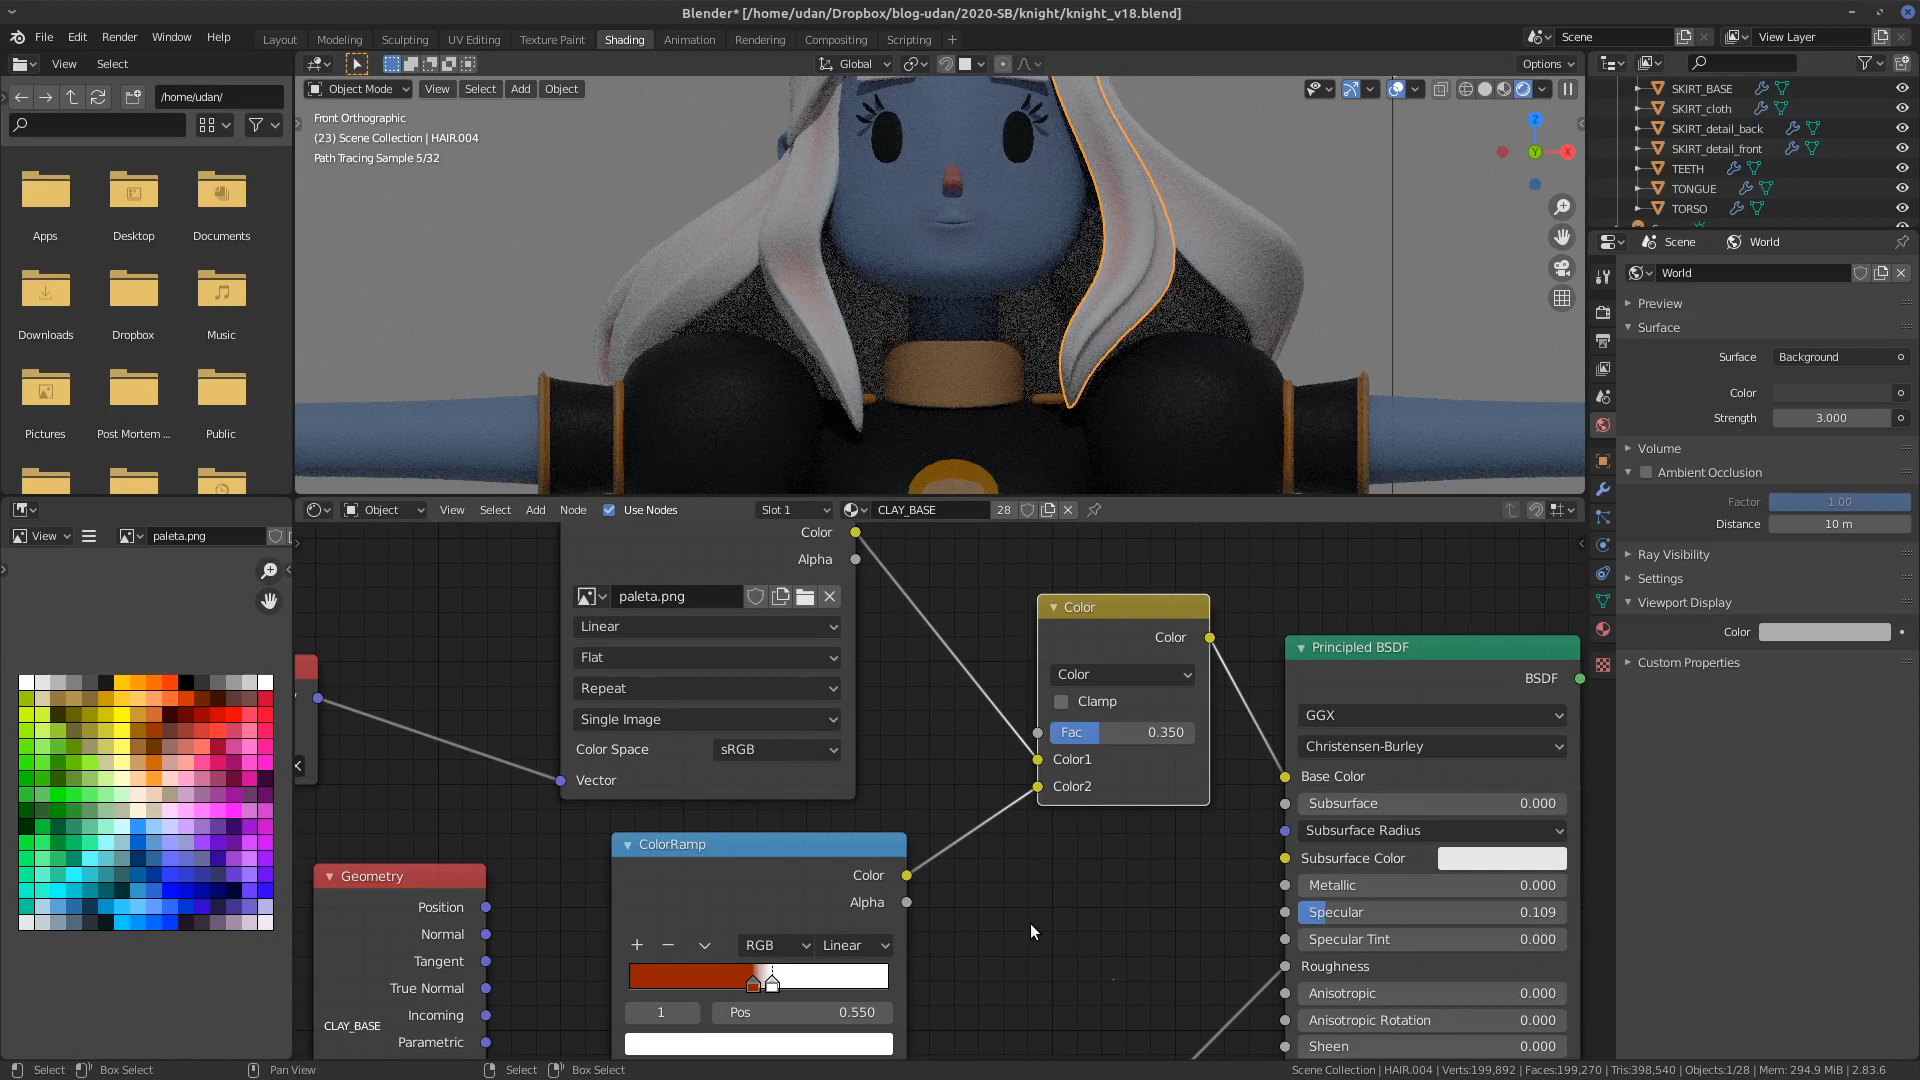 Blender* [/home/udan/Dropbox/blog-udan/2020-SB/knight/knight_v18.blend]
File Edit Render Window Help
Layout Modeling Sculpting UV Editing Texture Paint Shading Animation Rendering Compositing Scripting +
Scene
View Layer
View Select
Global
Options
/home/udan/
Object Mode View Select Add Object
Front Orthographic
(23) Scene Collection | HAIR.004
Path Tracing Sample 5/32
Z
Y
X
Apps
Desktop
Documents
Downloads
Dropbox
Music
Pictures
Post Mortem ...
Public
SKIRT_BASE
SKIRT_cloth
SKIRT_detail_back
SKIRT_detail_front
TEETH
TONGUE
TORSO
Scene World
World
Preview
Surface
Surface Background
Color
Strength 3.000
Volume
Ambient Occlusion
Factor 1.00
Distance 10 m
Ray Visibility
Settings
Viewport Display
Color
Custom Properties
View paleta.png
Object View Select Add Node Use Nodes Slot 1 CLAY_BASE 28
Color
Alpha
paleta.png
Linear
Flat
Repeat
Single Image
Color Space sRGB
Vector
Color
Color
Color
Clamp
Fac 0.350
Color1
Color2
Principled BSDF
BSDF
GGX
Christensen-Burley
Base Color
Subsurface 0.000
Subsurface Radius
Subsurface Color
Metallic 0.000
Specular 0.109
Specular Tint 0.000
Roughness
Anisotropic 0.000
Anisotropic Rotation 0.000
Sheen 0.000
ColorRamp
Color
Alpha
RGB Linear
1 Pos 0.550
Geometry
Position
Normal
Tangent
True Normal
Incoming
Parametric
CLAY_BASE
Select Box Select Pan View Select Box Select
Scene Collection | HAIR.004 | Verts:199,892 | Faces:199,270 | Tris:398,540 | Objects:1/28 | Mem: 294.9 MiB | 2.83.6